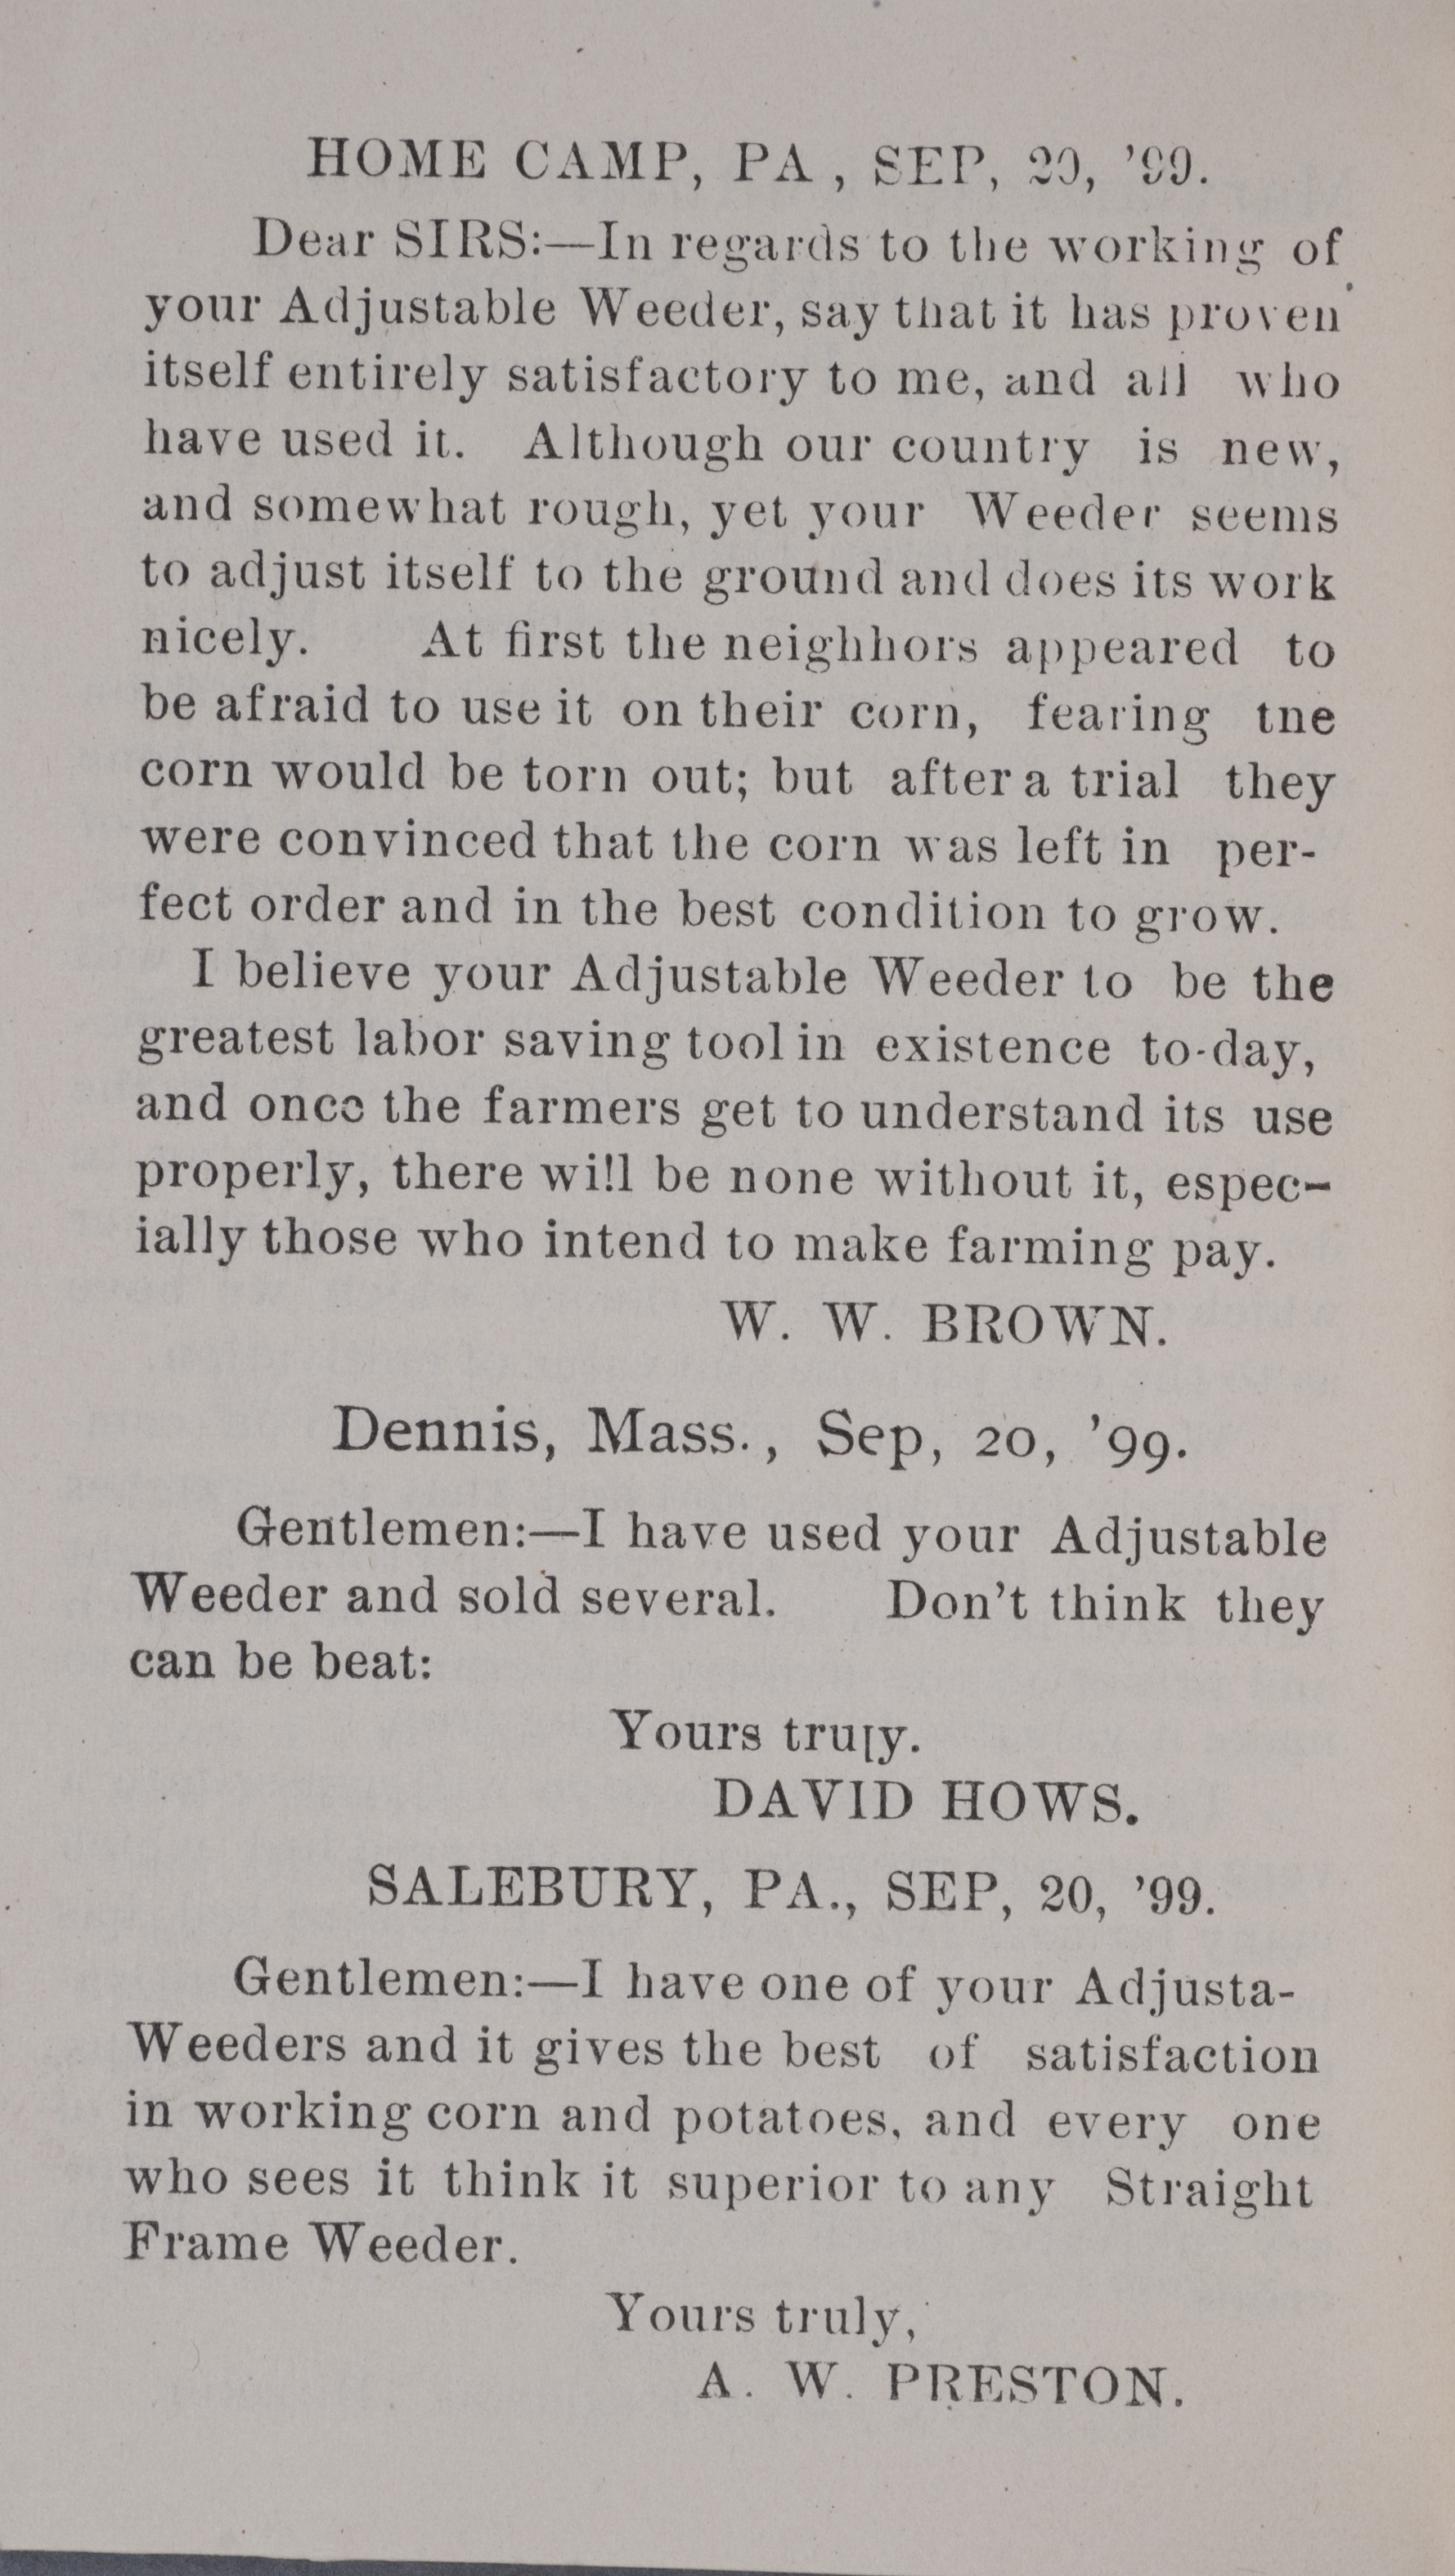 HOME CAMP, PA , SEP, 20, '99.
Dear SIRS:—In regards to the working of
your Adjustable Weeder, say that it has proven
itself entirely satisfactory to me, and all who
have used it. Although our country is new,
and somewhat rough, yet your Weeder seems
to adjust itself to the ground and does its work
nicely. At first the neighhors appeared to
be afraid to use it on their corn, fearing tne
corn would be torn out; but after a trial they
were convinced that the corn was left in per-
fect order and in the best condition to grow.
I believe your Adjustable Weeder to be the
greatest labor saving tool in existence to-day,
and once the farmers get to understand its use
properly, there will be none without it, espec-
ially those who intend to make farming pay.
W. W. BROWN.
Dennis, Mass., Sep, 20, '99.
Gentlemen:—I have used your Adjustable
Weeder and sold several. Don't think they
can be beat:
Yours truly.
DAVID HOWS.
SALEBURY, PA., SEP, 20, '99.
Gentlemen:—I have one of your Adjusta-
Weeders and it gives the best of satisfaction
in working corn and potatoes, and every one
who sees it think it superior to any Straight
Frame Weeder.
Yours truly,
A. W. PRESTON.